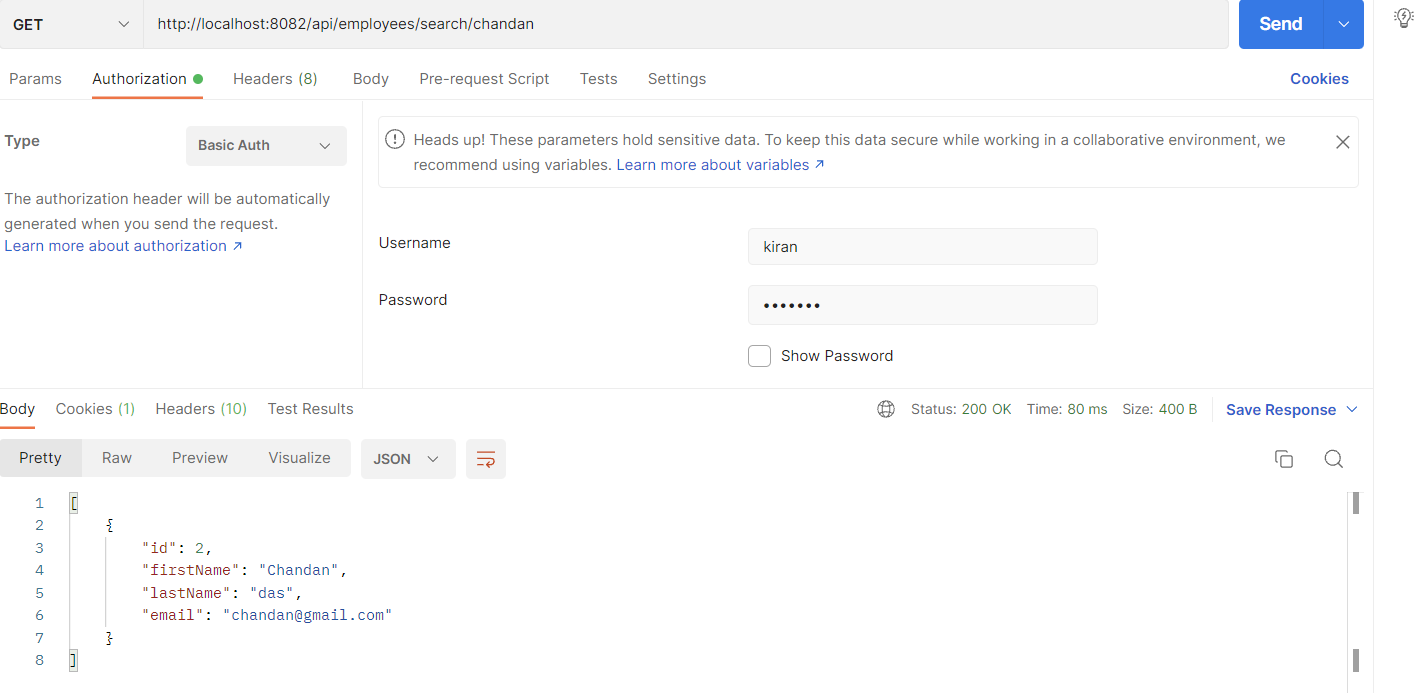 GET http://localhost:8082/api/employees/search/chandan Send
Params Authorization Headers (8) Body Pre-request Script Tests Settings Cookies
Type Basic Auth
The authorization header will be automatically
generated when you send the request.
Learn more about authorization ↗
Heads up! These parameters hold sensitive data. To keep this data secure while working in a collaborative environment, we
recommend using variables. Learn more about variables ↗
Username kiran
Password •••••••
Show Password
Body Cookies (1) Headers (10) Test Results Status: 200 OK Time: 80 ms Size: 400 B Save Response
Pretty Raw Preview Visualize JSON
1 [
2 {
3 "id": 2,
4 "firstName": "Chandan",
5 "lastName": "das",
6 "email": "chandan@gmail.com"
7 }
8 ]